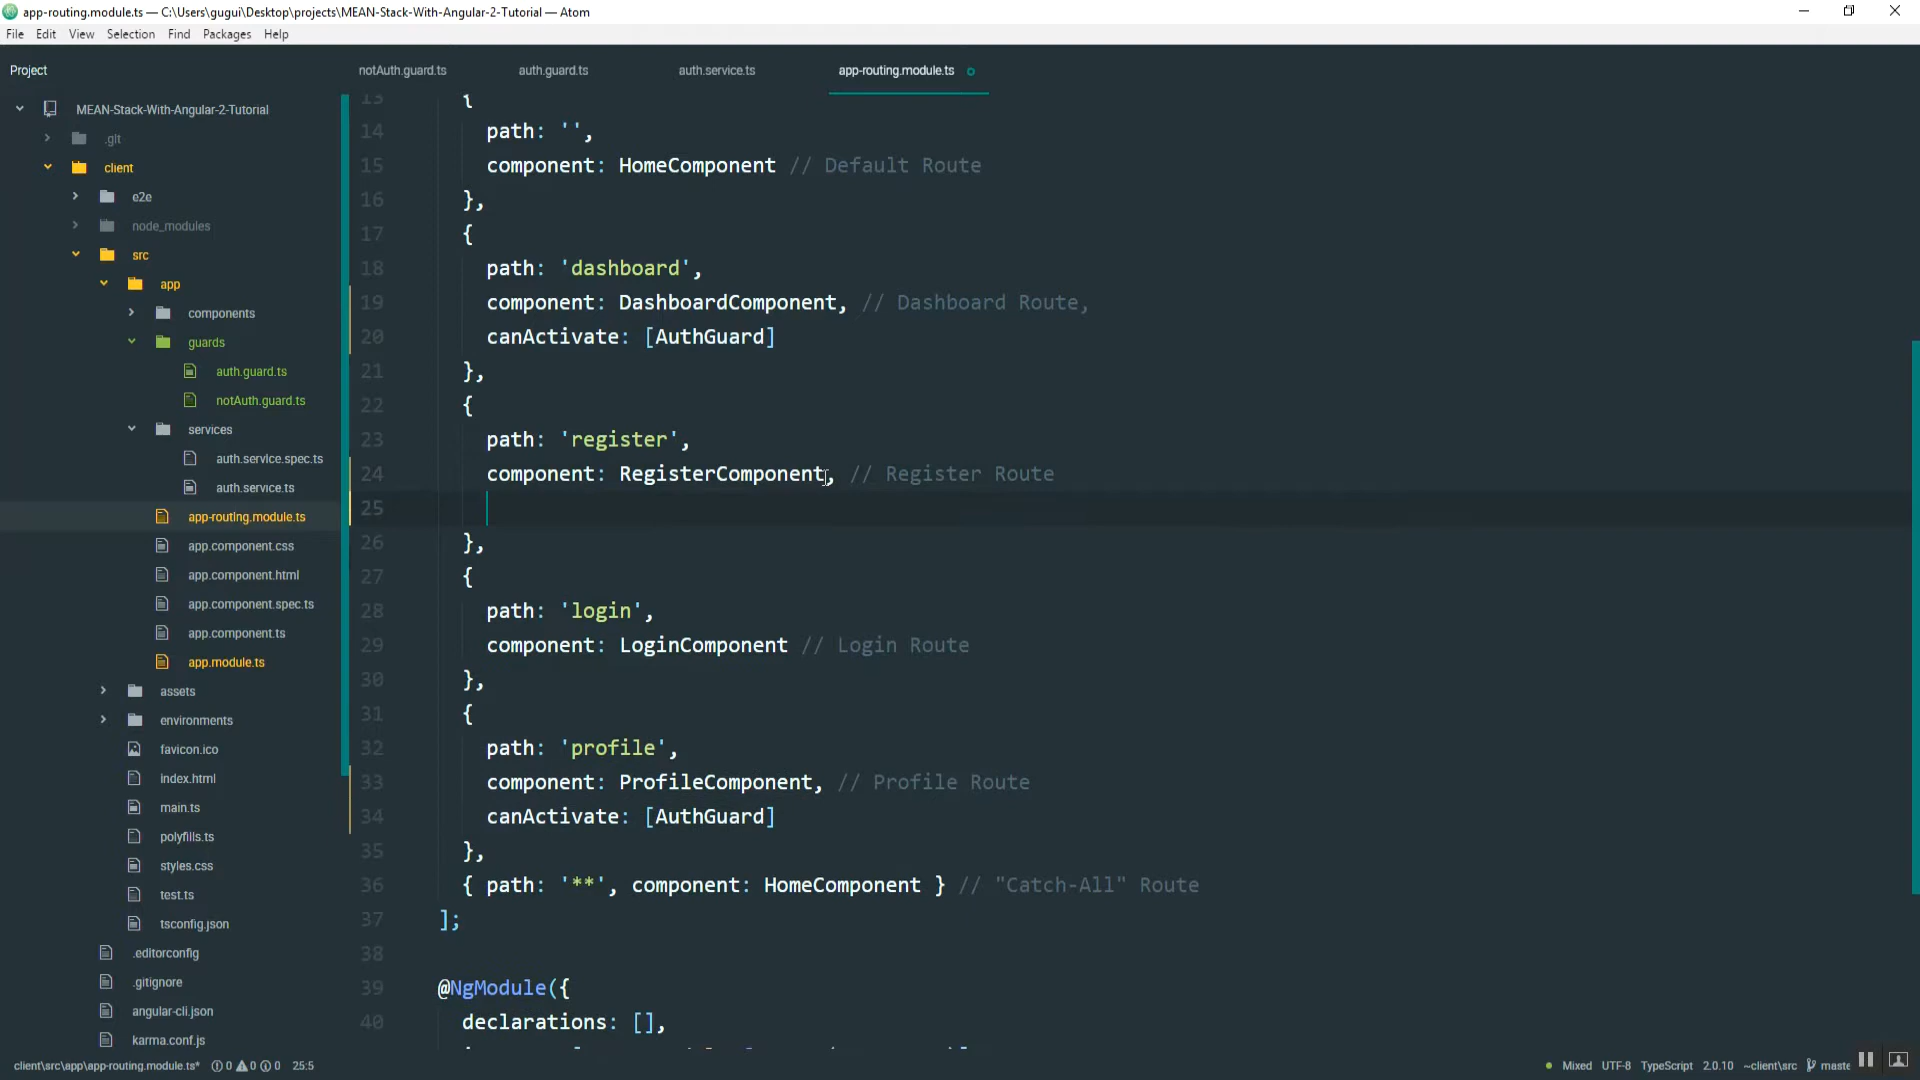 app-routing.module.ts — C:\Users\gugui\Desktop\projects\MEAN-Stack-With-Angular-2-Tutorial — Atom
File Edit View Selection Find Packages Help
Project
notAuth.guard.ts auth.guard.ts auth.service.ts app-routing.module.ts
MEAN-Stack-With-Angular-2-Tutorial
.git
client
e2e
node_modules
src
app
components
guards
auth.guard.ts
notAuth.guard.ts
services
auth.service.spec.ts
auth.service.ts
app-routing.module.ts
app.component.css
app.component.html
app.component.spec.ts
app.component.ts
app.module.ts
assets
environments
favicon.ico
index.html
main.ts
polyfills.ts
styles.css
test.ts
tsconfig.json
.editorconfig
.gitignore
angular-cli.json
karma.conf.js
13 {
14 path: '',
15 component: HomeComponent // Default Route
16 },
17 {
18 path: 'dashboard',
19 component: DashboardComponent, // Dashboard Route,
20 canActivate: [AuthGuard]
21 },
22 {
23 path: 'register',
24 component: RegisterComponent, // Register Route
25
26 },
27 {
28 path: 'login',
29 component: LoginComponent // Login Route
30 },
31 {
32 path: 'profile',
33 component: ProfileComponent, // Profile Route
34 canActivate: [AuthGuard]
35 },
36 { path: '**', component: HomeComponent } // "Catch-All" Route
37 ];
38
39 @NgModule({
40 declarations: [],
client\src\app\app-routing.module.ts* 0 0 0 25:5 Mixed UTF-8 TypeScript 2.0.10 ~client\src maste